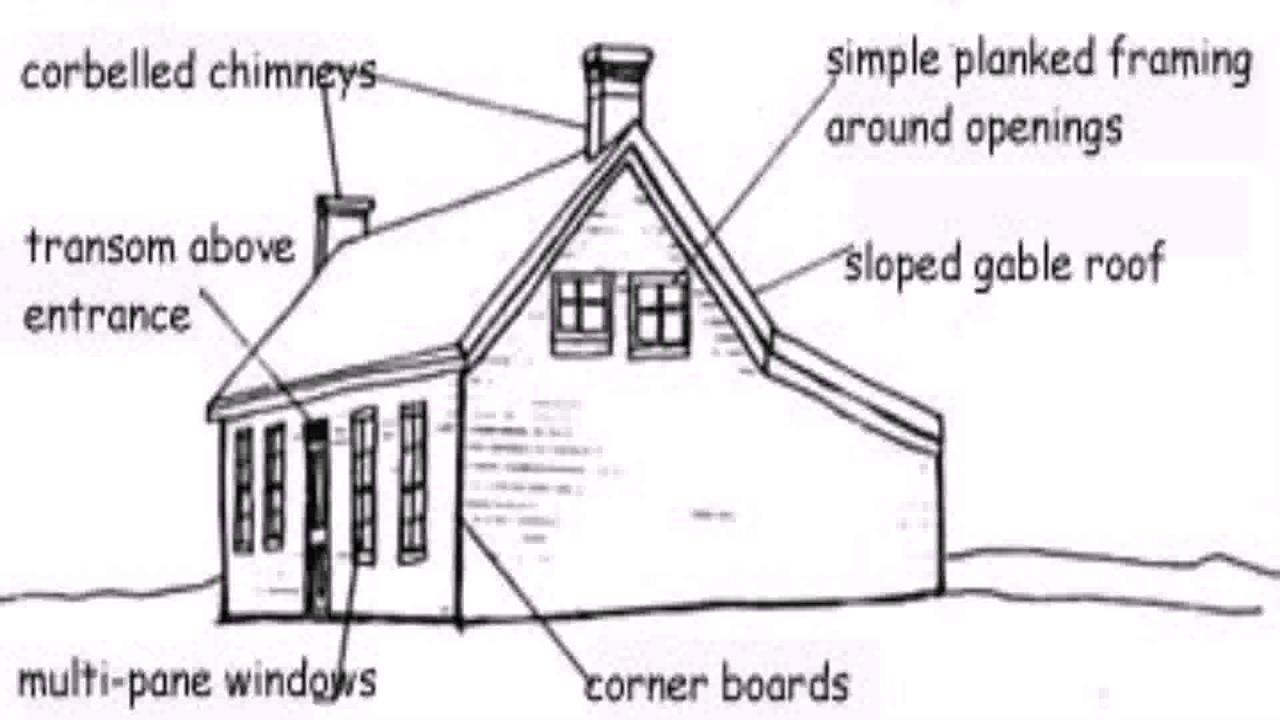 corbelled chimneys
simple planked framing
around openings
transom above
entrance
sloped gable roof
multi-pane windows
corner boards